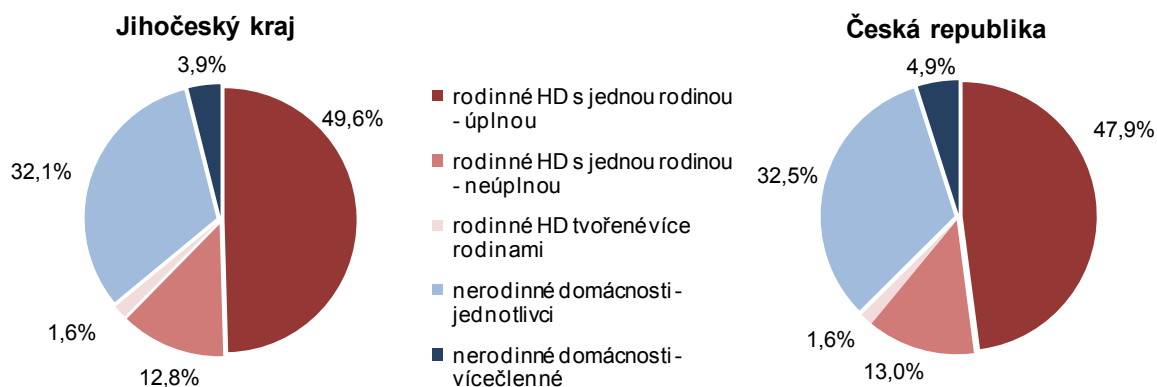 Jihočeský kraj
3,9%
49,6%
32,1%
1,6%
12,8%
rodinné HD s jednou rodinou
- úplnou
rodinné HD s jednou rodinou
- neúplnou
rodinné HD tvořené více
rodinami
nerodinné domácnosti -
jednotlivci
nerodinné domácnosti -
vícečlenné
Česká republika
4,9%
47,9%
32,5%
1,6%
13,0%